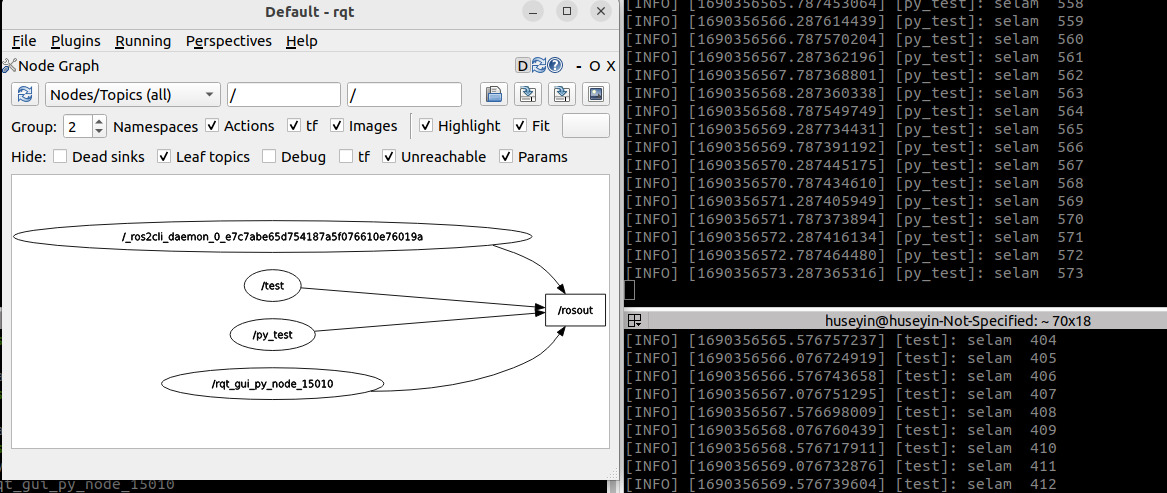 Default - rqt
File Plugins Running Perspectives Help
Node Graph D - O X
Nodes/Topics (all) / /
Group: 2 Namespaces Actions tf Images Highlight Fit
Hide: Dead sinks Leaf topics Debug tf Unreachable Params
/_ros2cli_daemon_0_e7c7abe65d754187a5f076610e76019a
/test
/rosout
/py_test
/rqt_gui_py_node_15010
qt_gui_py_node_15010
[INFO] [1690356565.787453064] [py_test]: selam 558
[INFO] [1690356566.287614439] [py_test]: selam 559
[INFO] [1690356566.787570204] [py_test]: selam 560
[INFO] [1690356567.287362196] [py_test]: selam 561
[INFO] [1690356567.787368801] [py_test]: selam 562
[INFO] [1690356568.287360338] [py_test]: selam 563
[INFO] [1690356568.787549749] [py_test]: selam 564
[INFO] [1690356569.287734431] [py_test]: selam 565
[INFO] [1690356569.787391192] [py_test]: selam 566
[INFO] [1690356570.287445175] [py_test]: selam 567
[INFO] [1690356570.787434610] [py_test]: selam 568
[INFO] [1690356571.287405949] [py_test]: selam 569
[INFO] [1690356571.787373894] [py_test]: selam 570
[INFO] [1690356572.287416134] [py_test]: selam 571
[INFO] [1690356572.787464480] [py_test]: selam 572
[INFO] [1690356573.287365316] [py_test]: selam 573
huseyin@huseyin-Not-Specified: ~ 70x18
[INFO] [1690356565.576757237] [test]: selam 404
[INFO] [1690356566.076724919] [test]: selam 405
[INFO] [1690356566.576743658] [test]: selam 406
[INFO] [1690356567.076751295] [test]: selam 407
[INFO] [1690356567.576698009] [test]: selam 408
[INFO] [1690356568.076760439] [test]: selam 409
[INFO] [1690356568.576717911] [test]: selam 410
[INFO] [1690356569.076732876] [test]: selam 411
[INFO] [1690356569.576739604] [test]: selam 412